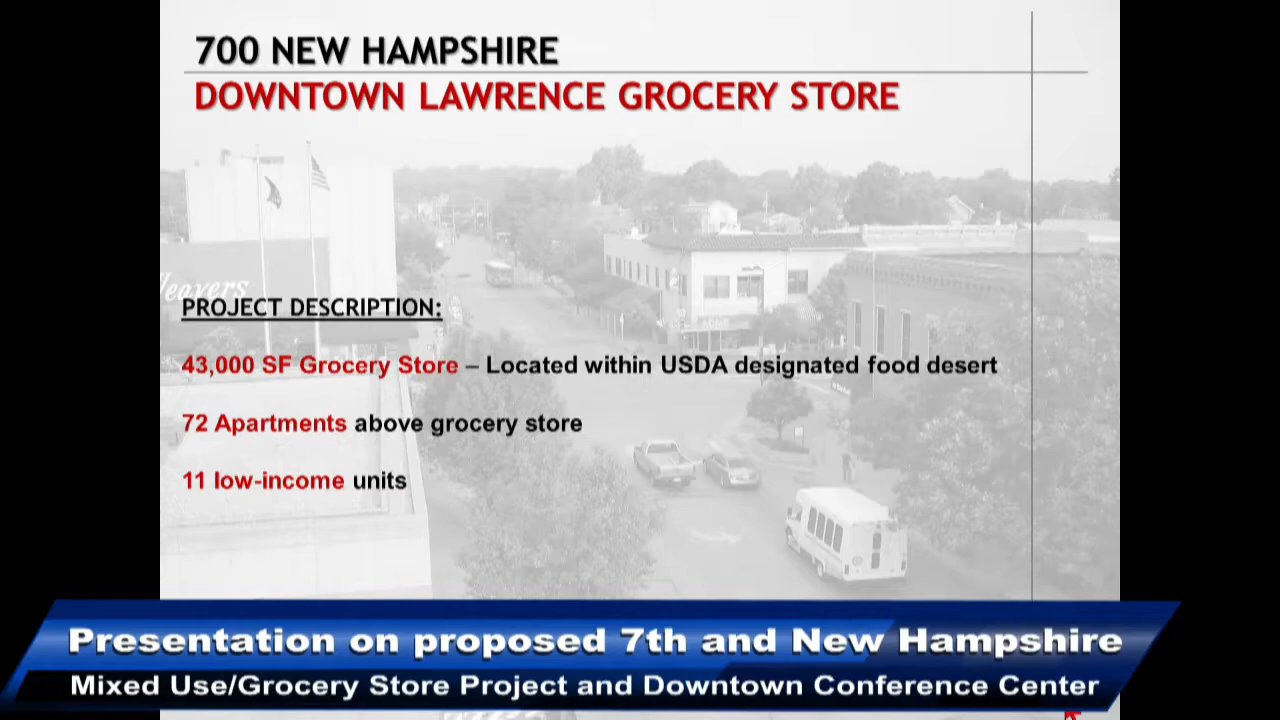 700 NEW HAMPSHIRE
DOWNTOWN LAWRENCE GROCERY STORE
Weavers
PROJECT DESCRIPTION:
43,000 SF Grocery Store – Located within USDA designated food desert
72 Apartments above grocery store
11 low-income units
Presentation on proposed 7th and New Hampshire
Mixed Use/Grocery Store Project and Downtown Conference Center